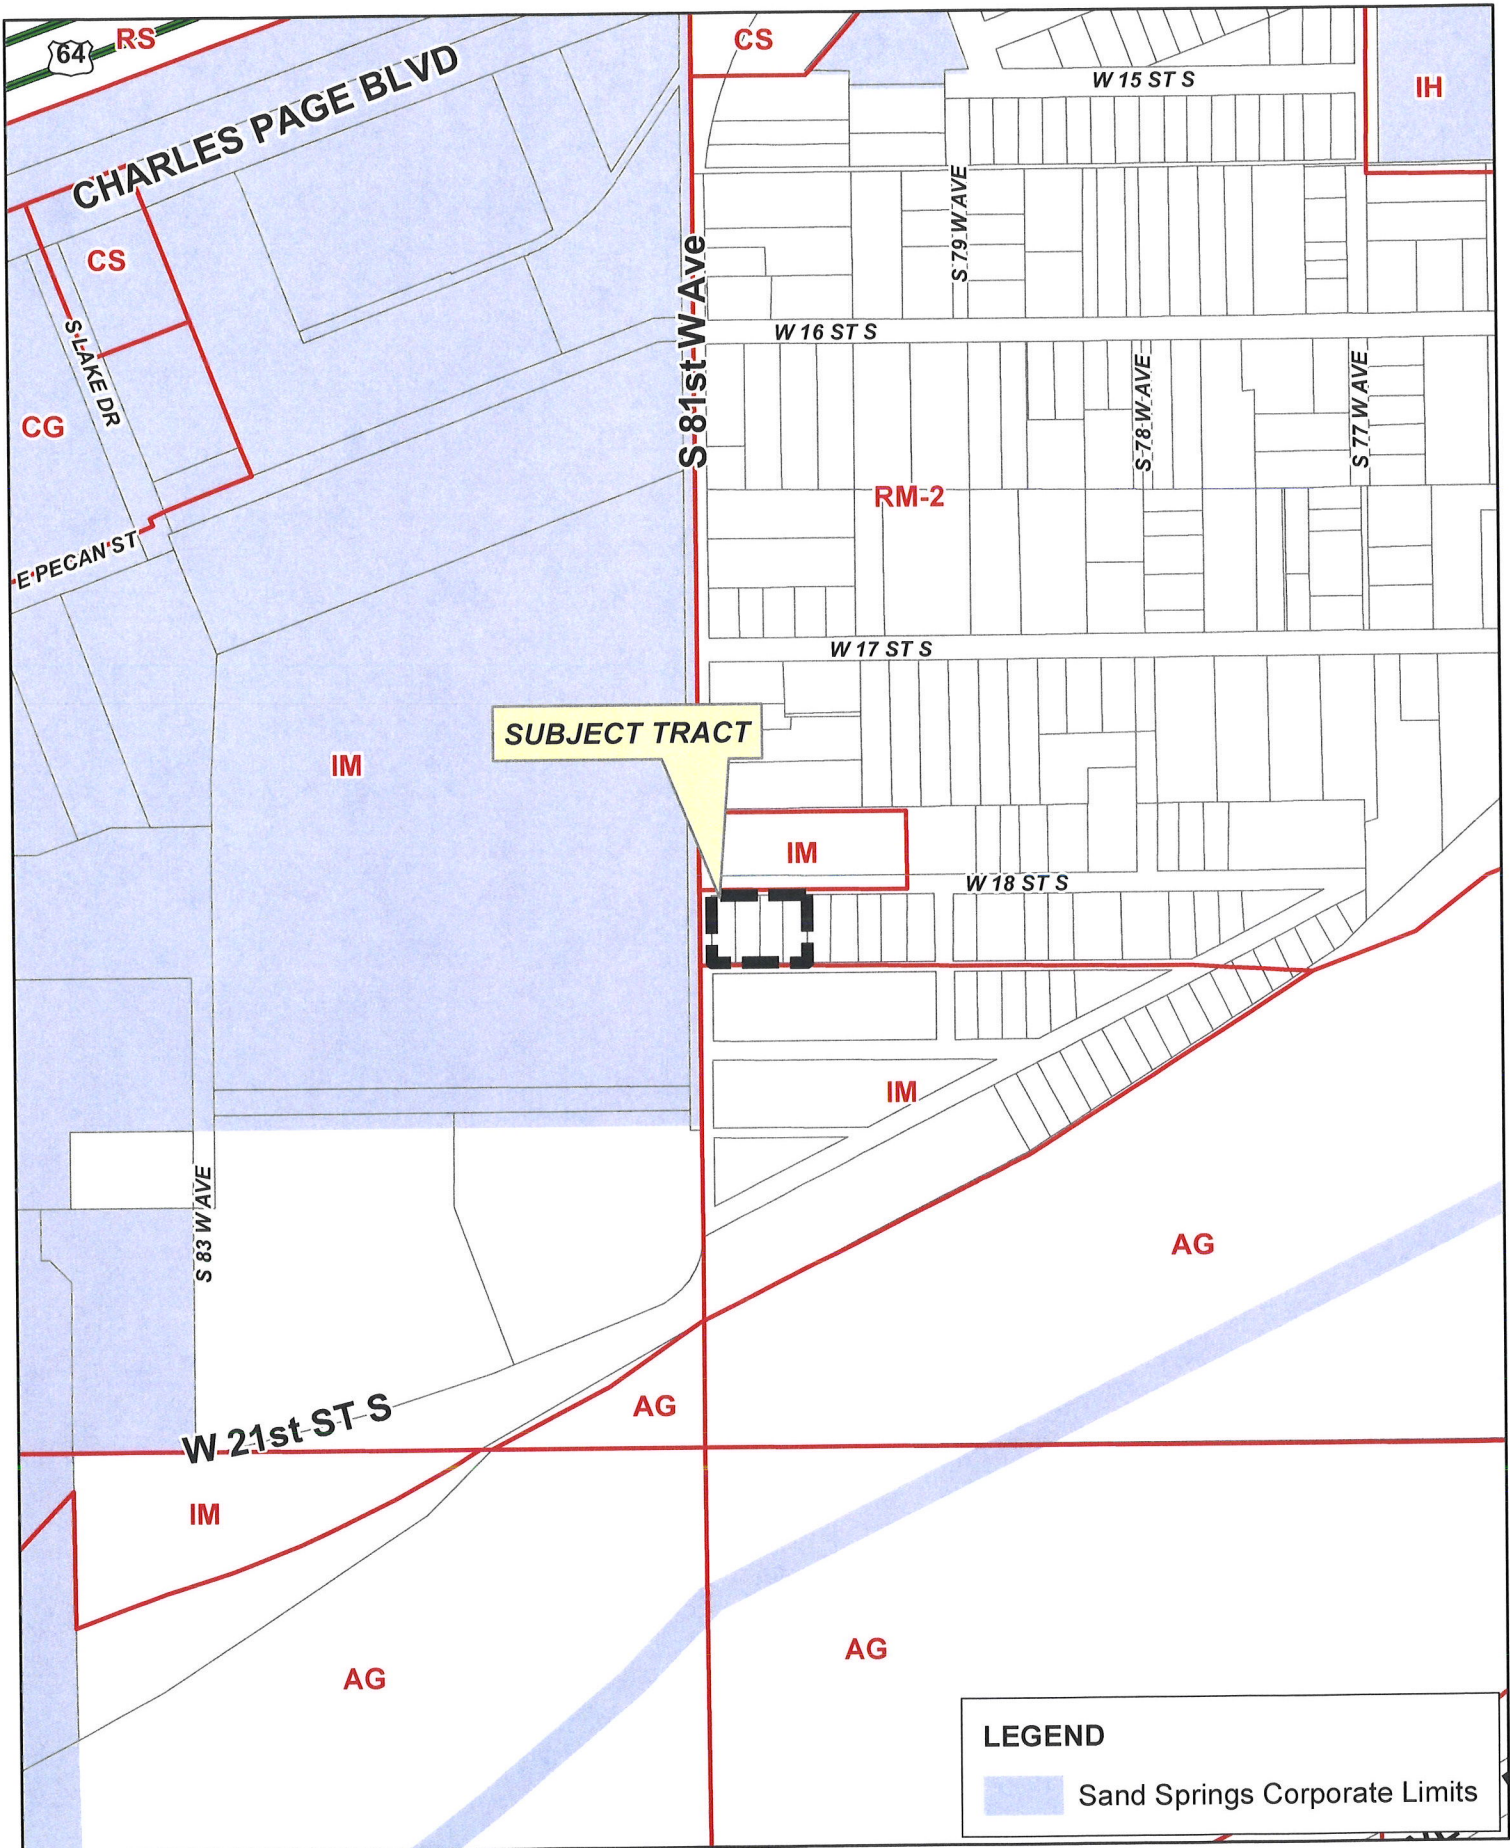 64
RS
CS
W 15 ST S
IH
CHARLES PAGE BLVD
S 79 W AVE
CS
S 81st W Ave
W 16 ST S
S LAKE DR
S 78 W AVE
S 77 W AVE
CG
RM-2
E PECAN ST
W 17 ST S
SUBJECT TRACT
IM
IM
W 18 ST S
IM
S 83 W AVE
AG
AG
W 21st ST S
IM
AG
AG
LEGEND
Sand Springs Corporate Limits